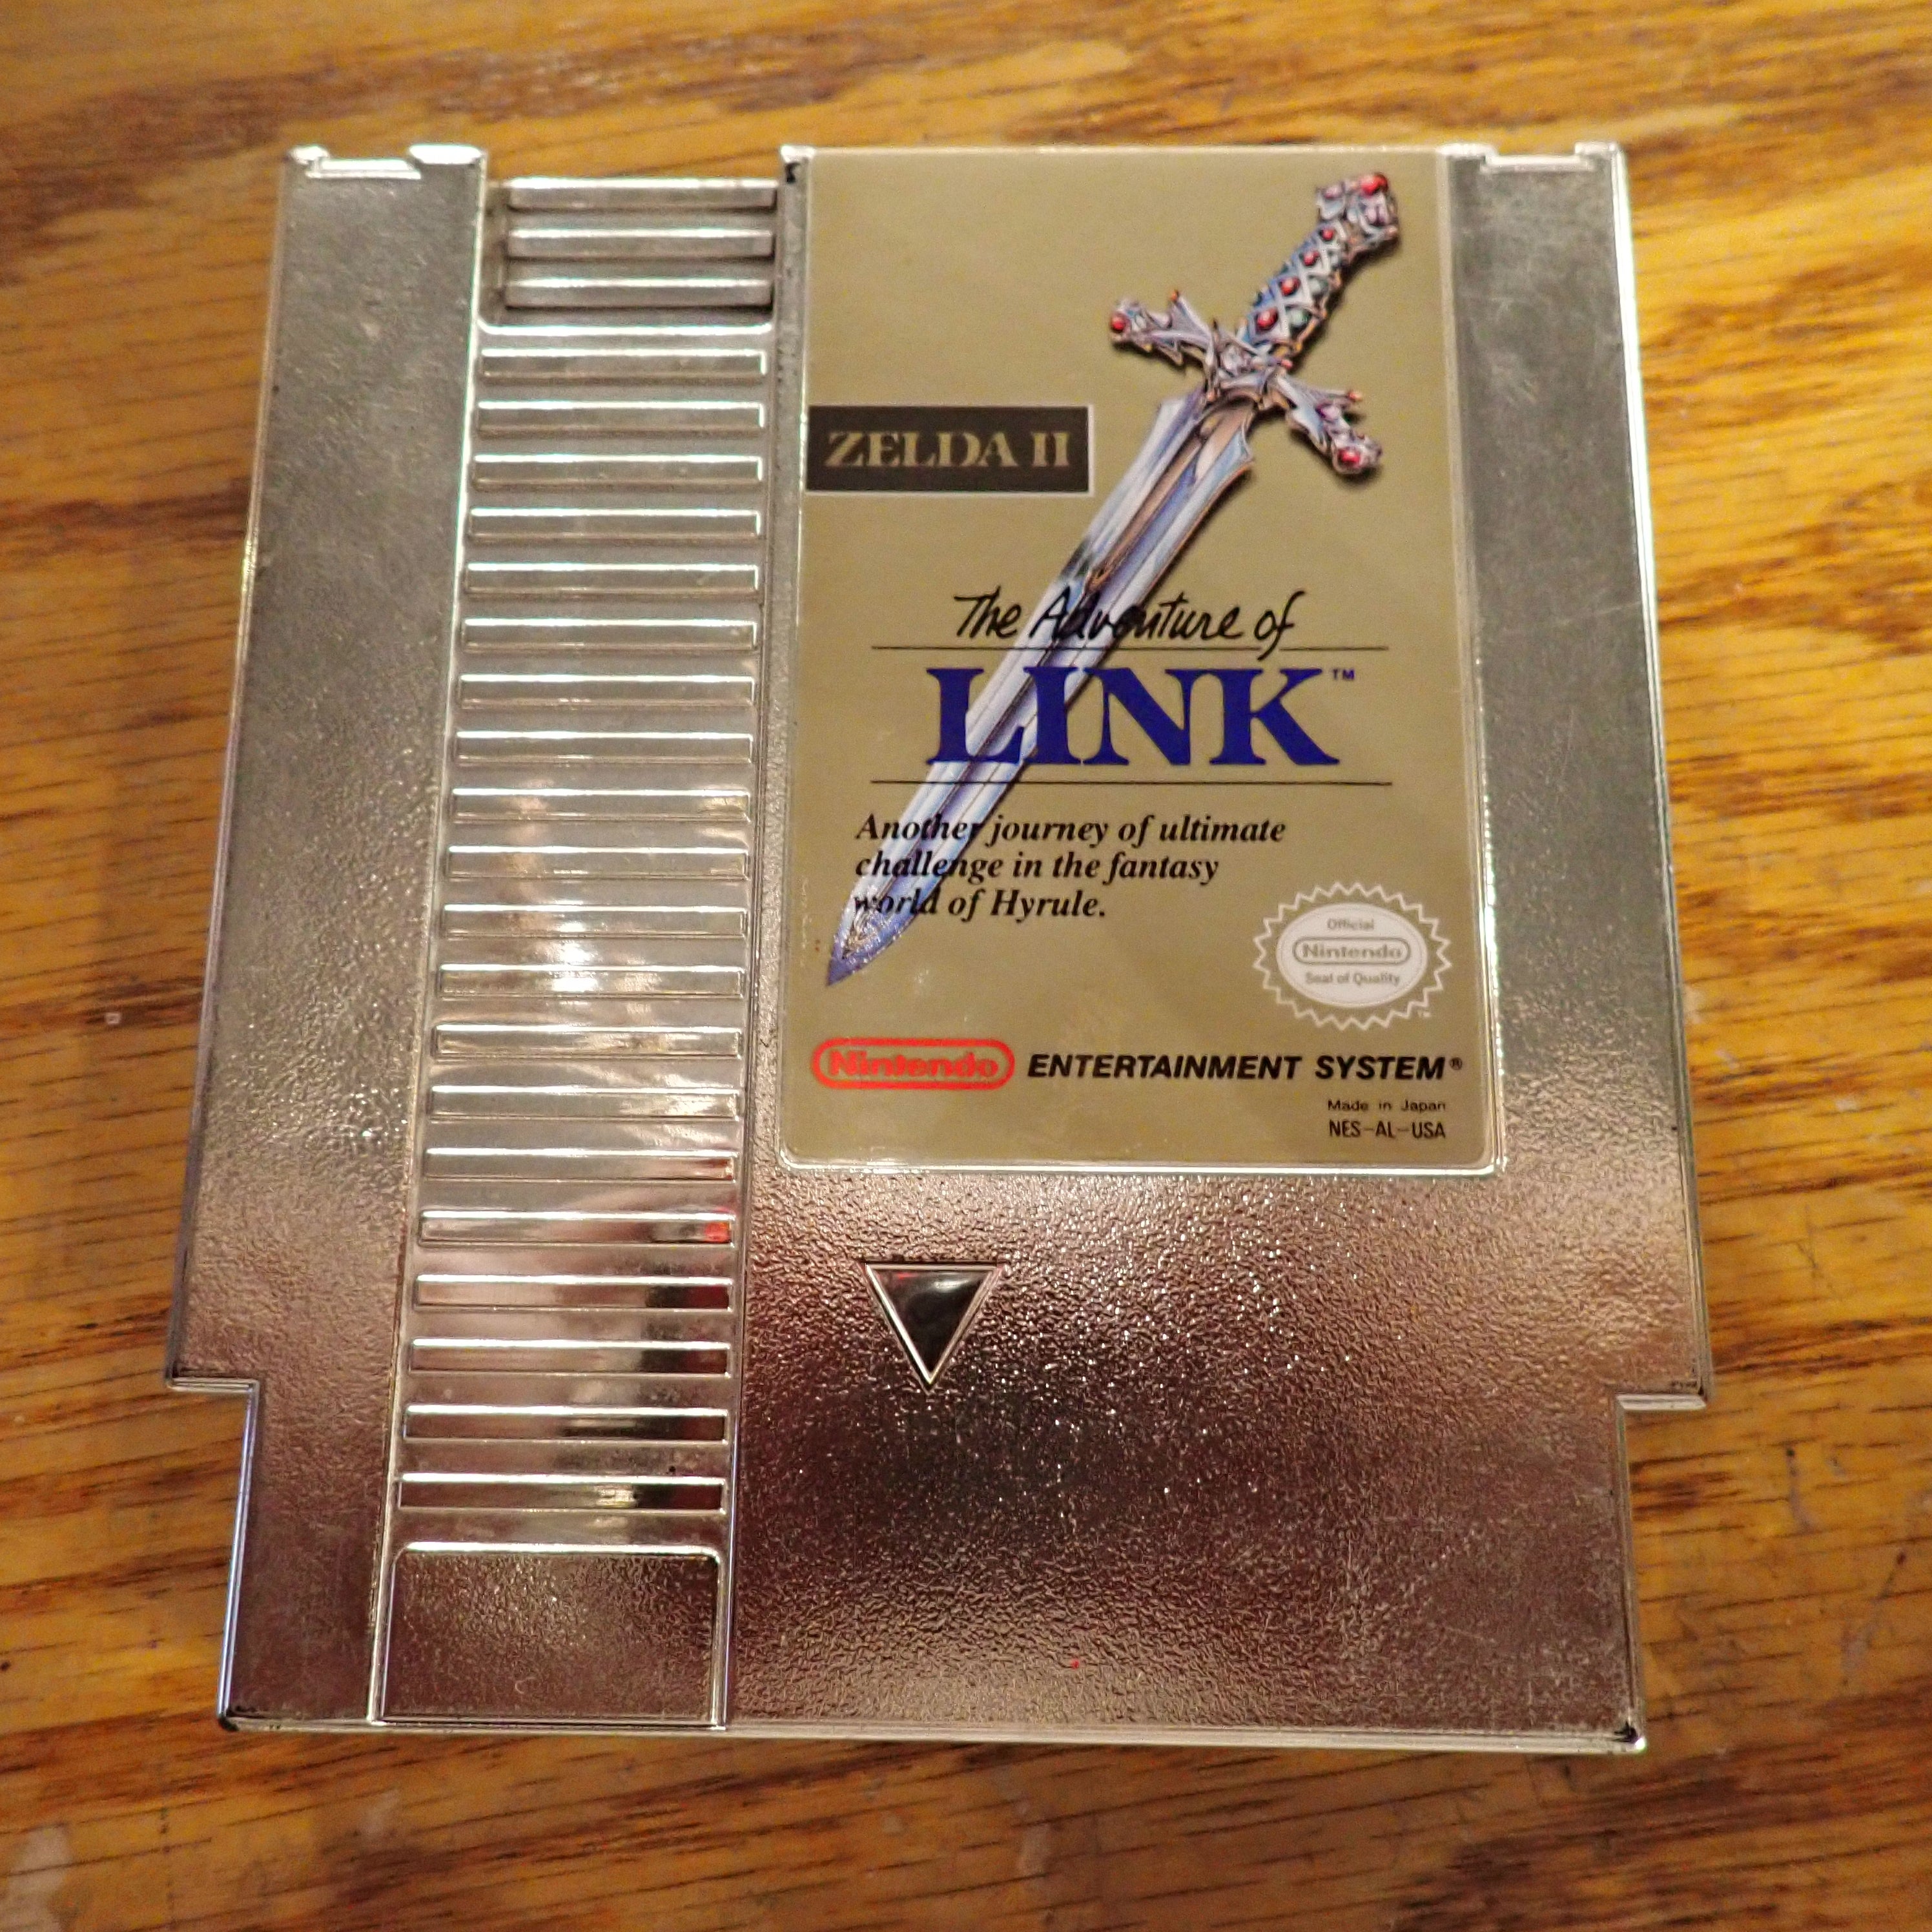 ZELDA II
The Adventure of
LINK™
Another journey of ultimate
challenge in the fantasy
world of Hyrule.
Official
Nintendo
Seal of Quality
™
Nintendo ENTERTAINMENT SYSTEM®
Made in Japan
NES-AL-USA